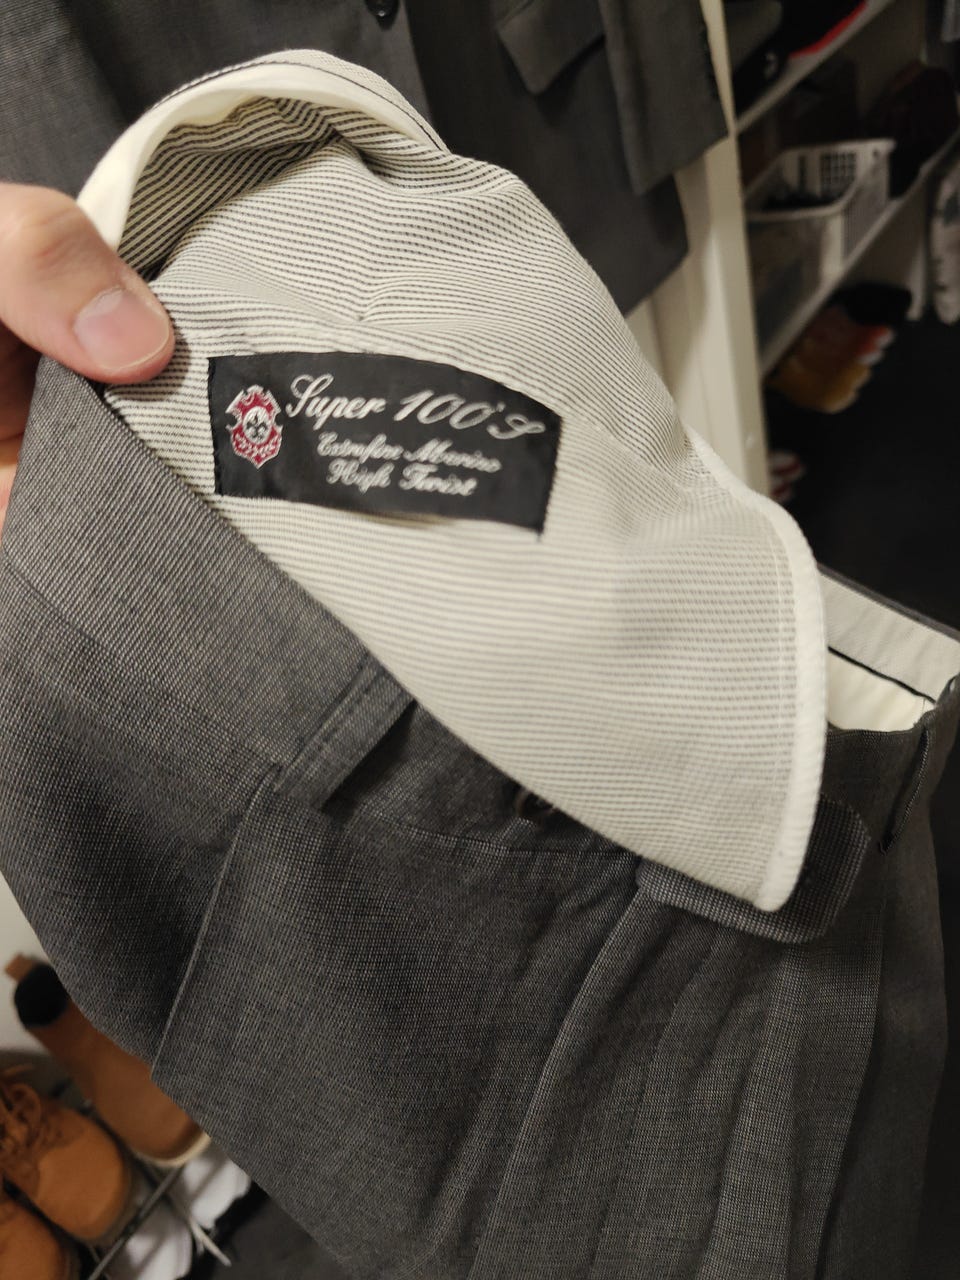 Super 100'S
Extrafine Merino
High Twist